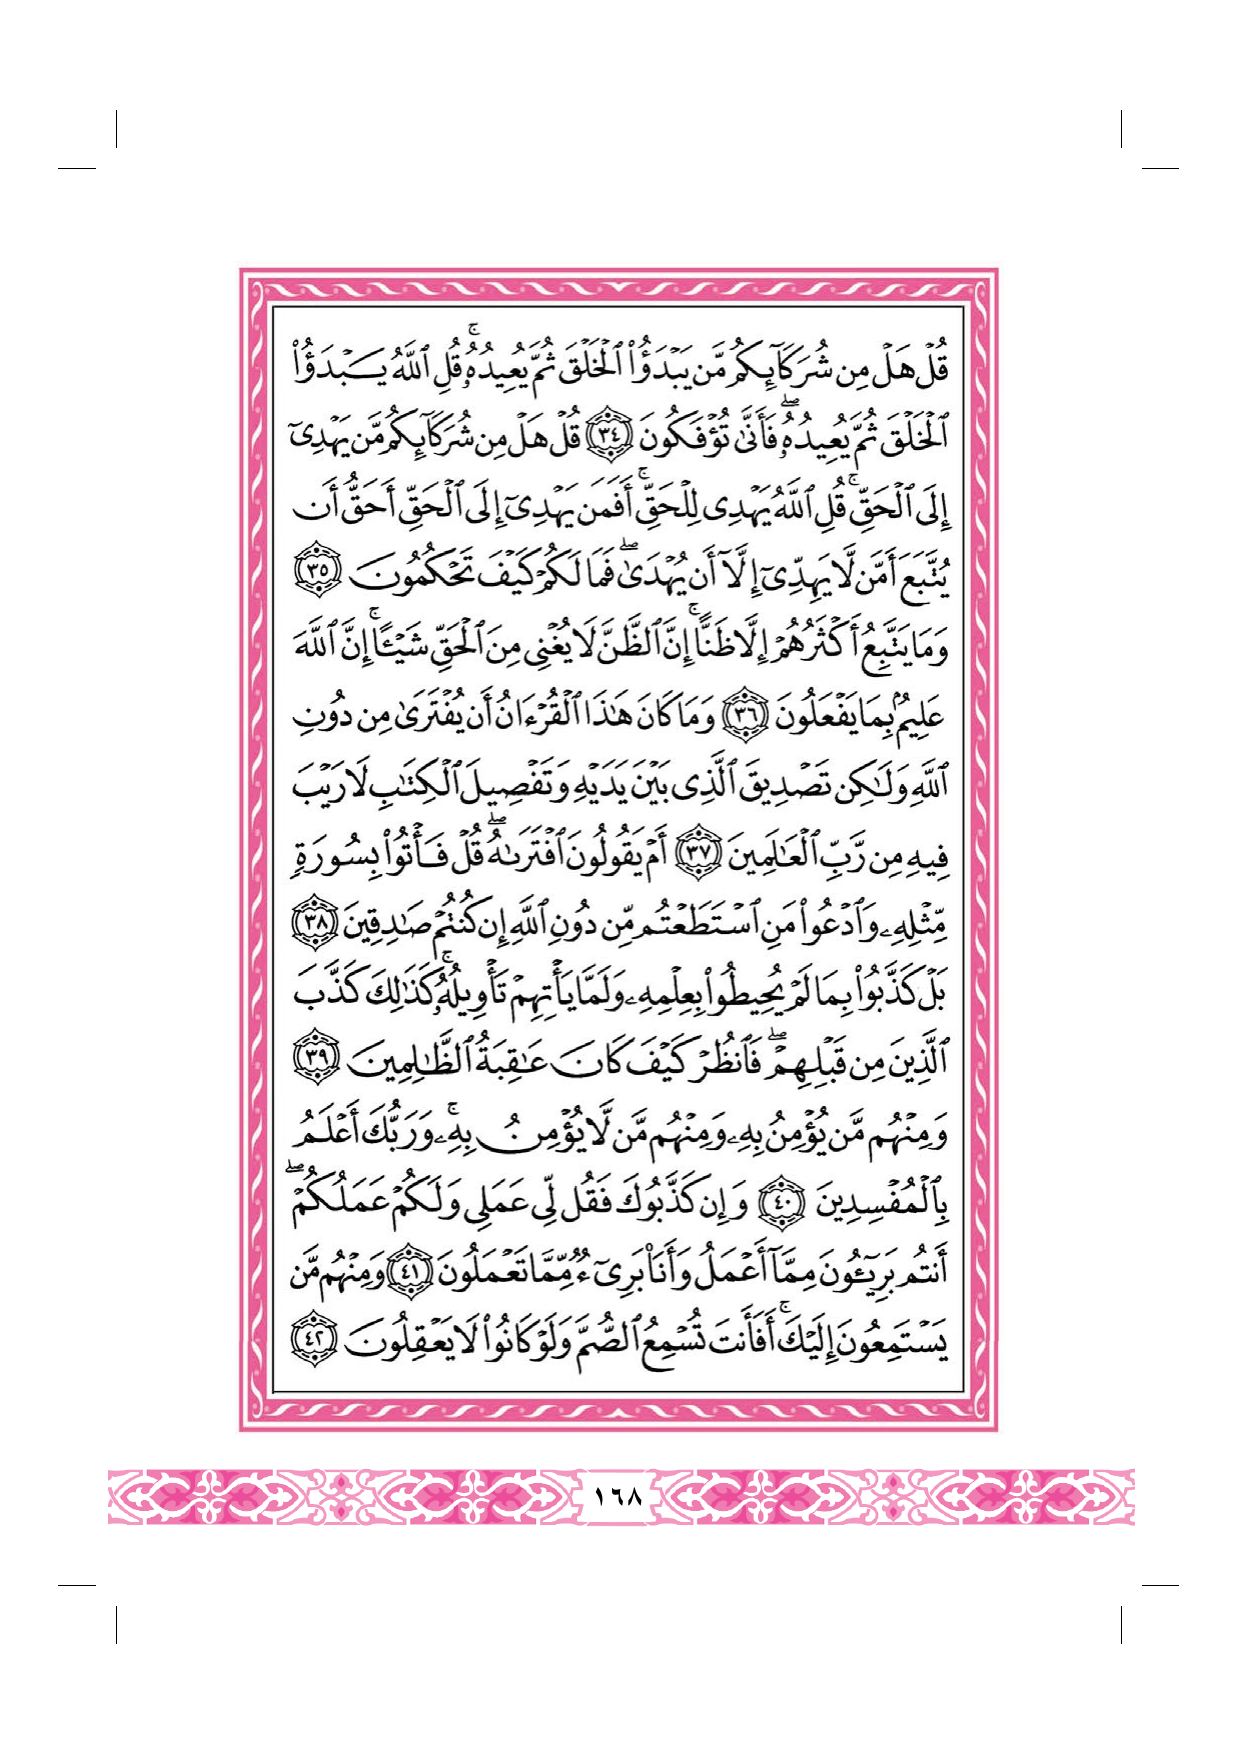 قُلْ هَلْ مِن شُرَكَآئِكُم مَّن يَبْدَؤُا۟ ٱلْخَلْقَ ثُمَّ يُعِيدُهُۥ ۚ قُلِ ٱللَّهُ يَبْدَؤُا۟
ٱلْخَلْقَ ثُمَّ يُعِيدُهُۥ ۖ فَأَنَّىٰ تُؤْفَكُونَ ٣٤ قُلْ هَلْ مِن شُرَكَآئِكُم مَّن يَهْدِىٓ
إِلَى ٱلْحَقِّ ۚ قُلِ ٱللَّهُ يَهْدِى لِلْحَقِّ ۗ أَفَمَن يَهْدِىٓ إِلَى ٱلْحَقِّ أَحَقُّ أَن
يُتَّبَعَ أَمَّن لَّا يَهِدِّىٓ إِلَّآ أَن يُهْدَىٰ ۖ فَمَا لَكُمْ كَيْفَ تَحْكُمُونَ ٣٥
وَمَا يَتَّبِعُ أَكْثَرُهُمْ إِلَّا ظَنًّا ۚ إِنَّ ٱلظَّنَّ لَا يُغْنِى مِنَ ٱلْحَقِّ شَيْـًٔا ۚ إِنَّ ٱللَّهَ
عَلِيمٌۢ بِمَا يَفْعَلُونَ ٣٦ وَمَا كَانَ هَـٰذَا ٱلْقُرْءَانُ أَن يُفْتَرَىٰ مِن دُونِ
ٱللَّهِ وَلَـٰكِن تَصْدِيقَ ٱلَّذِى بَيْنَ يَدَيْهِ وَتَفْصِيلَ ٱلْكِتَـٰبِ لَا رَيْبَ
فِيهِ مِن رَّبِّ ٱلْعَـٰلَمِينَ ٣٧ أَمْ يَقُولُونَ ٱفْتَرَىٰهُ ۖ قُلْ فَأْتُوا۟ بِسُورَةٍ
مِّثْلِهِۦ وَٱدْعُوا۟ مَنِ ٱسْتَطَعْتُم مِّن دُونِ ٱللَّهِ إِن كُنتُمْ صَـٰدِقِينَ ٣٨
بَلْ كَذَّبُوا۟ بِمَا لَمْ يُحِيطُوا۟ بِعِلْمِهِۦ وَلَمَّا يَأْتِهِمْ تَأْوِيلُهُۥ ۚ كَذَٰلِكَ كَذَّبَ
ٱلَّذِينَ مِن قَبْلِهِمْ ۖ فَٱنظُرْ كَيْفَ كَانَ عَـٰقِبَةُ ٱلظَّـٰلِمِينَ ٣٩
وَمِنْهُم مَّن يُؤْمِنُ بِهِۦ وَمِنْهُم مَّن لَّا يُؤْمِنُ بِهِۦ ۚ وَرَبُّكَ أَعْلَمُ
بِٱلْمُفْسِدِينَ ٤٠ وَإِن كَذَّبُوكَ فَقُل لِّى عَمَلِى وَلَكُمْ عَمَلُكُمْ ۖ
أَنتُم بَرِيٓـُٔونَ مِمَّآ أَعْمَلُ وَأَنَا۠ بَرِىٓءٌ مِّمَّا تَعْمَلُونَ ٤١ وَمِنْهُم مَّن
يَسْتَمِعُونَ إِلَيْكَ ۚ أَفَأَنتَ تُسْمِعُ ٱلصُّمَّ وَلَوْ كَانُوا۟ لَا يَعْقِلُونَ ٤٢
١٦٨